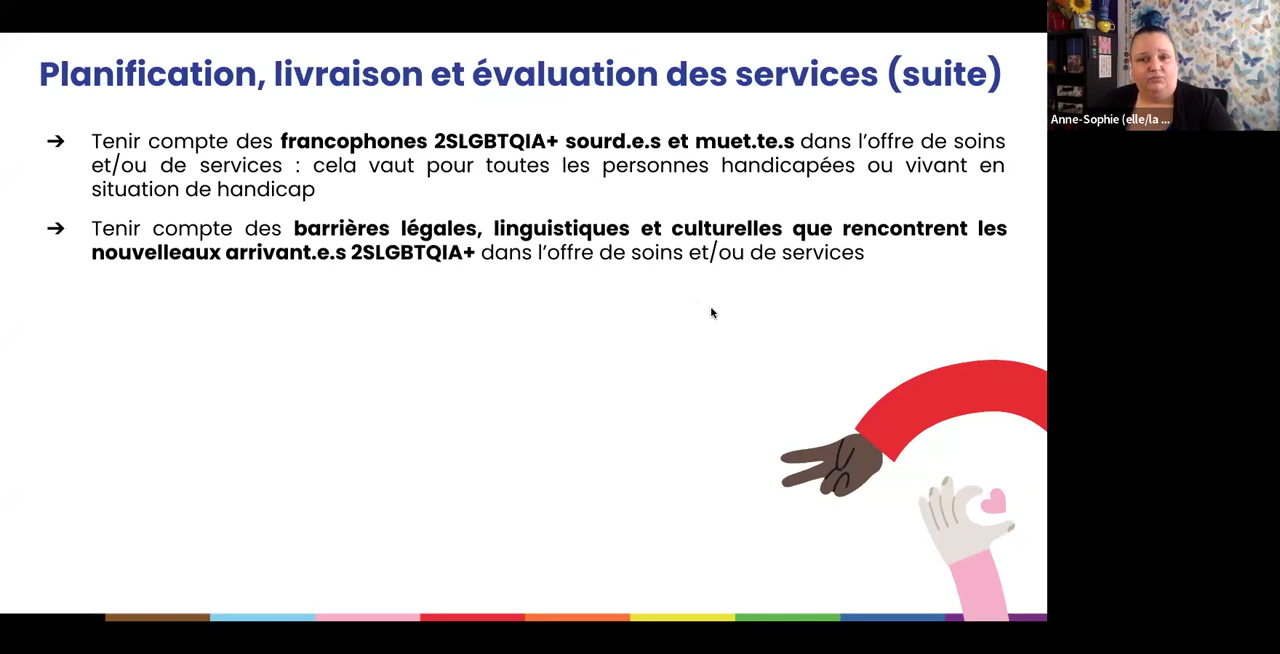 Planification, livraison et évaluation des services (suite)
➔ Tenir compte des francophones 2SLGBTQIA+ sourd.e.s et muet.te.s dans l’offre de soins
et/ou de services : cela vaut pour toutes les personnes handicapées ou vivant en
situation de handicap
➔ Tenir compte des barrières légales, linguistiques et culturelles que rencontrent les
nouvelleaux arrivant.e.s 2SLGBTQIA+ dans l’offre de soins et/ou de services
Anne-Sophie (elle/la ...